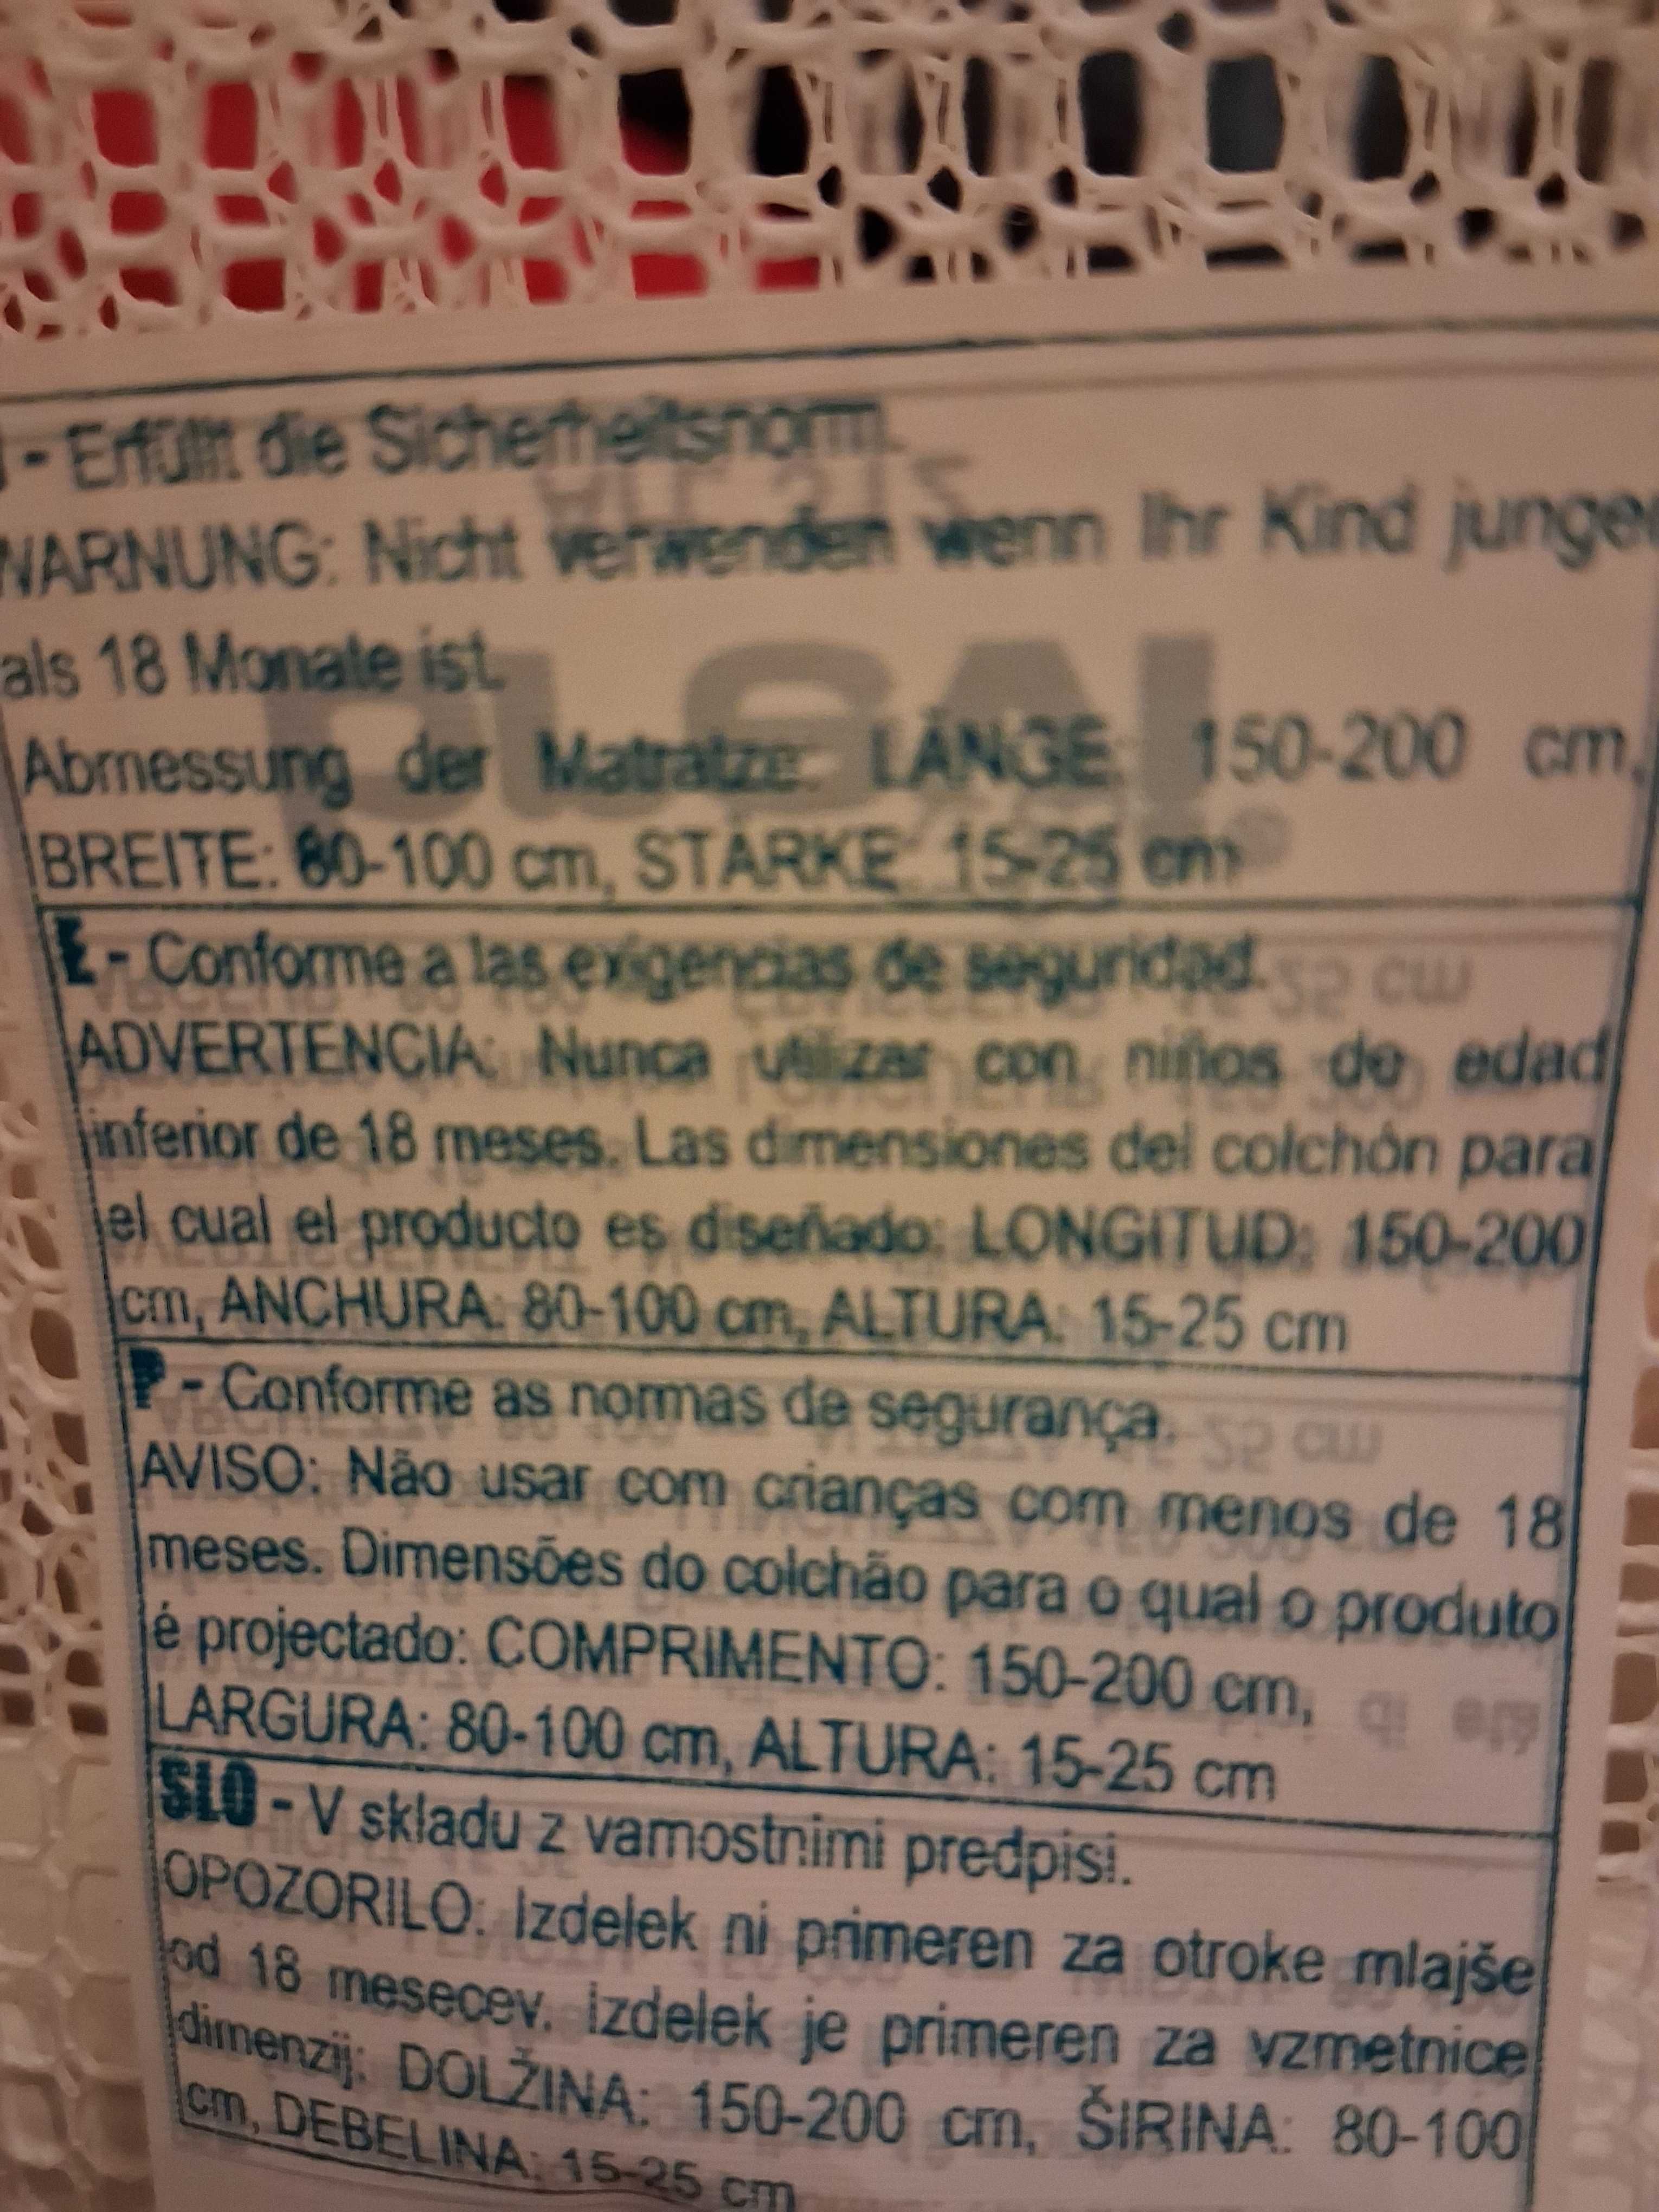 - Erfüllt die Sicherheitsnorm.
WARNUNG: Nicht verwenden wenn Ihr Kind junger
als 18 Monate ist.
Abmessung der Matratze: LÄNGE: 150-200 cm,
BREITE: 80-100 cm, STÄRKE: 15-25 cm
E - Conforme a las exigencias de seguridad.
ADVERTENCIA: Nunca utilizar con niños de edad
inferior de 18 meses. Las dimensiones del colchón para
el cual el producto es diseñado: LONGITUD: 150-200
cm, ANCHURA: 80-100 cm, ALTURA: 15-25 cm
P - Conforme as normas de segurança.
AVISO: Não usar com crianças com menos de 18
meses. Dimensões do colchão para o qual o produto
é projectado: COMPRIMENTO: 150-200 cm,
LARGURA: 80-100 cm, ALTURA: 15-25 cm
SLO - V skladu z vamostnimi predpisi.
OPOZORILO: Izdelek ni primeren za otroke mlajše
od 18 mesecev. izdelek je primeren za vzmetnice
dimenzij: DOLŽINA: 150-200 cm, ŠIRINA: 80-100
cm, DEBELINA: 15-25 cm